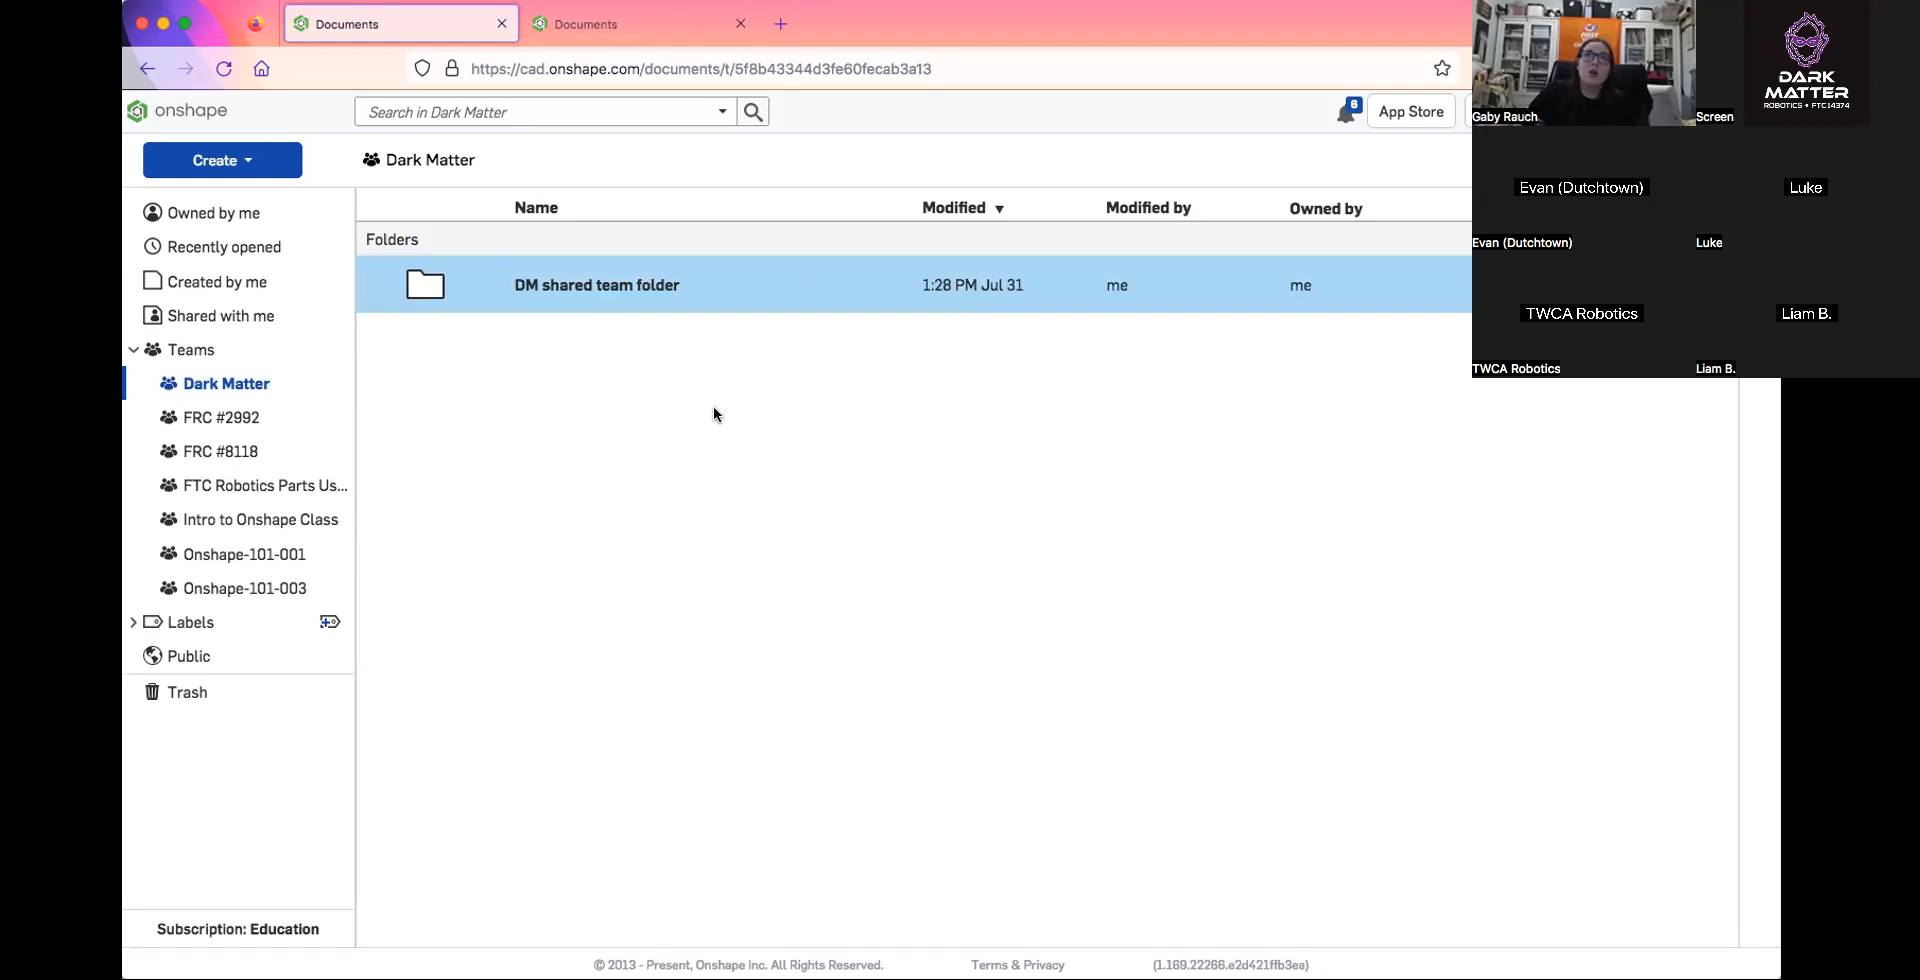 Documents
Documents
https://cad.onshape.com/documents/t/5f8b43344d3fe60fecab3a13
onshape
Search in Dark Matter
6
App Store
Create
Dark Matter
Owned by me
Recently opened
Created by me
Shared with me
Teams
Dark Matter
FRC #2992
FRC #8118
FTC Robotics Parts Us...
Intro to Onshape Class
Onshape-101-001
Onshape-101-003
Labels
Public
Trash
Subscription: Education
Name Modified Modified by Owned by
Folders
DM shared team folder 1:28 PM Jul 31 me me
© 2013 - Present, Onshape Inc. All Rights Reserved. Terms & Privacy (1.169.22266.e2d421ffb3ea)
Gaby Rauch
Screen
DARK
MATTER
ROBOTICS • FTC14374
Evan (Dutchtown)
Luke
Evan (Dutchtown)
Luke
TWCA Robotics
Liam B.
TWCA Robotics
Liam B.